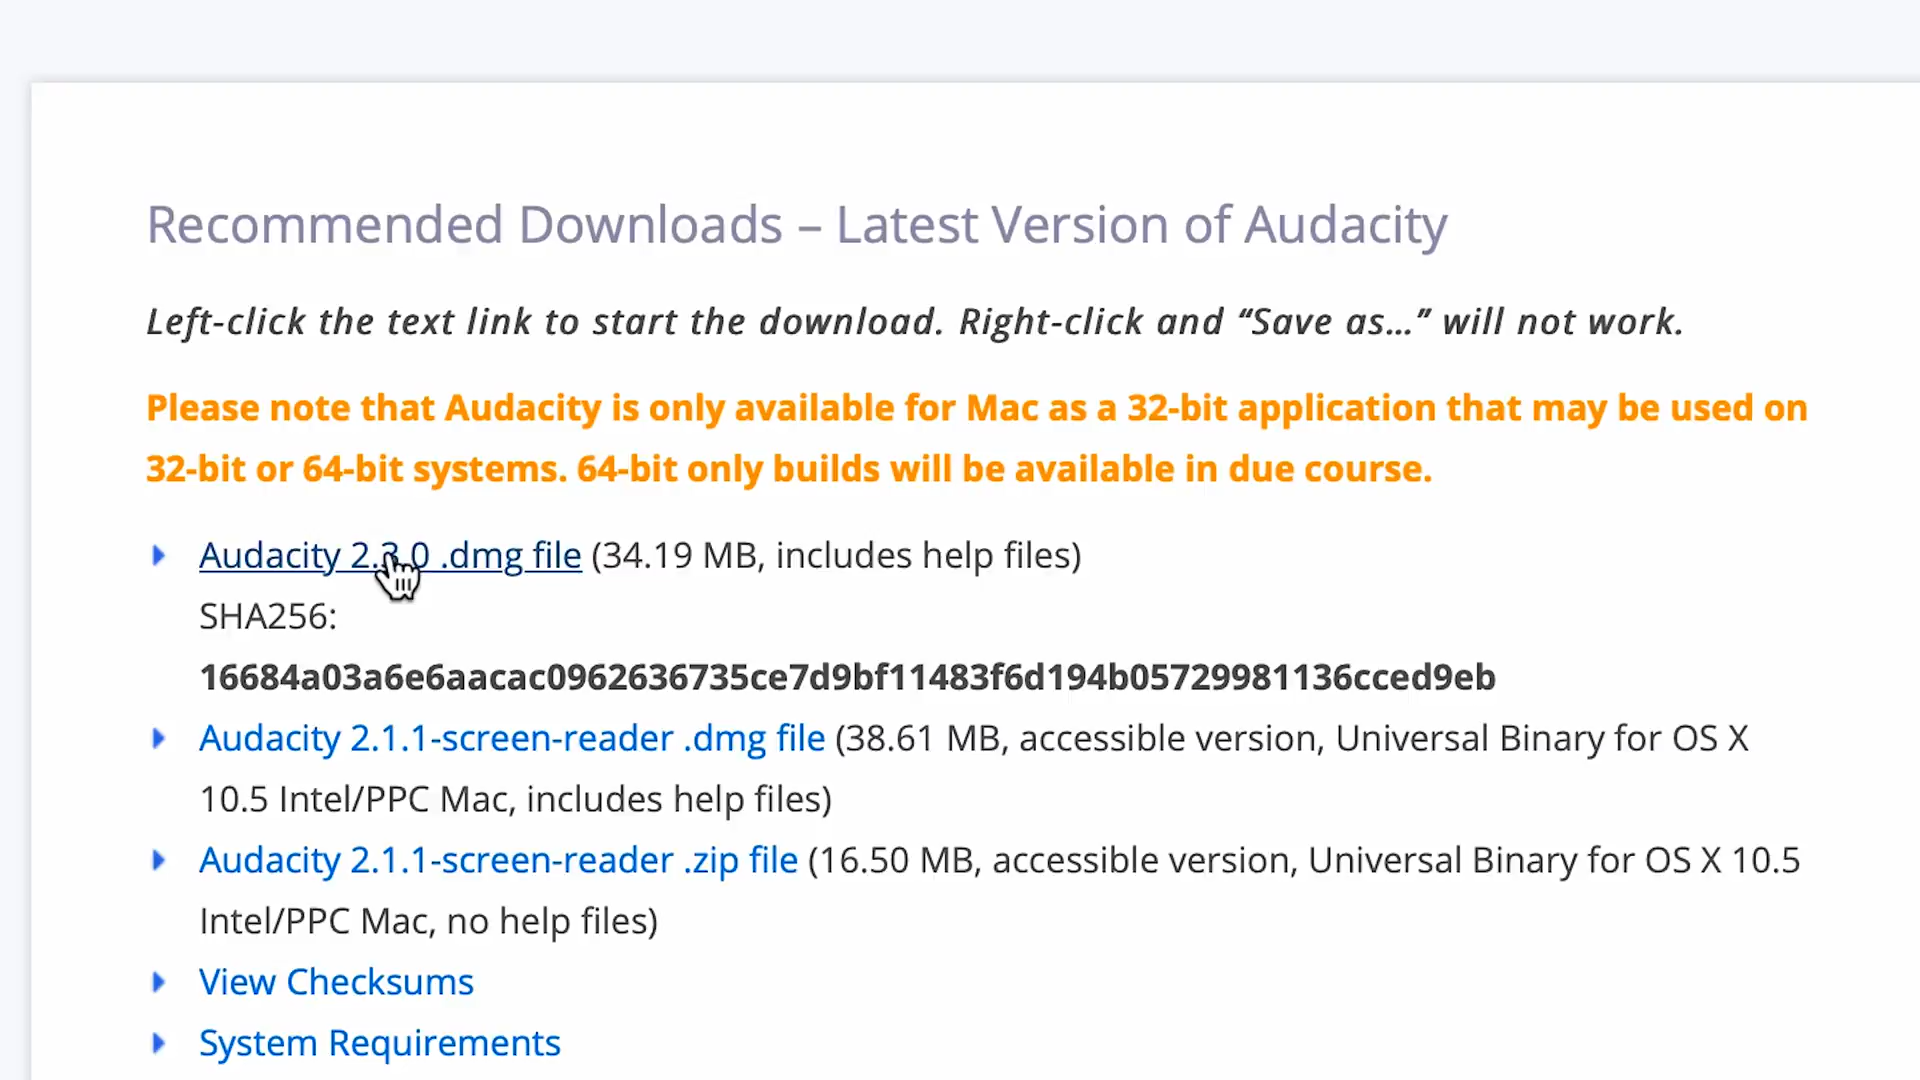 Recommended Downloads – Latest Version of Audacity
Left-click the text link to start the download. Right-click and “Save as…” will not work.
Please note that Audacity is only available for Mac as a 32-bit application that may be used on
32-bit or 64-bit systems. 64-bit only builds will be available in due course.
Audacity 2.3.0 .dmg file (34.19 MB, includes help files)
SHA256:
16684a03a6e6aacac0962636735ce7d9bf11483f6d194b05729981136cced9eb
Audacity 2.1.1-screen-reader .dmg file (38.61 MB, accessible version, Universal Binary for OS X
10.5 Intel/PPC Mac, includes help files)
Audacity 2.1.1-screen-reader .zip file (16.50 MB, accessible version, Universal Binary for OS X 10.5
Intel/PPC Mac, no help files)
View Checksums
System Requirements